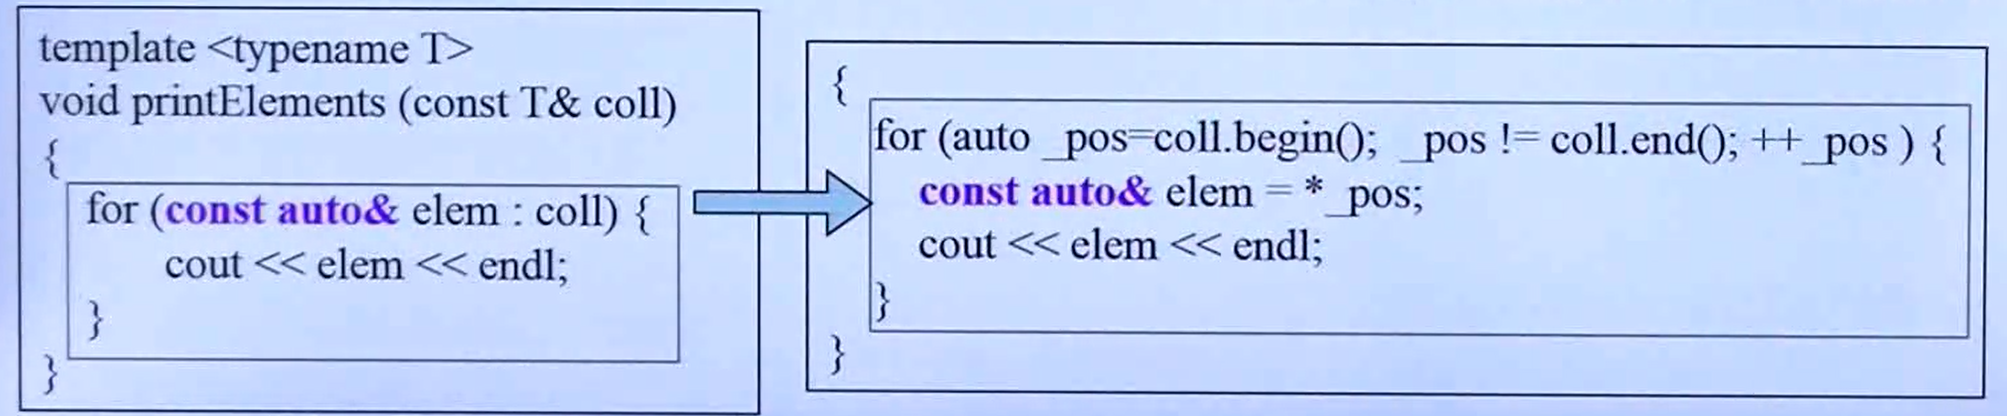 template <typename T>
void printElements (const T& coll)
{
for (const auto& elem : coll) {
cout << elem << endl;
}
}
{
for (auto _pos=coll.begin(); _pos != coll.end(); ++_pos ) {
const auto& elem = *_pos;
cout << elem << endl;
}
}